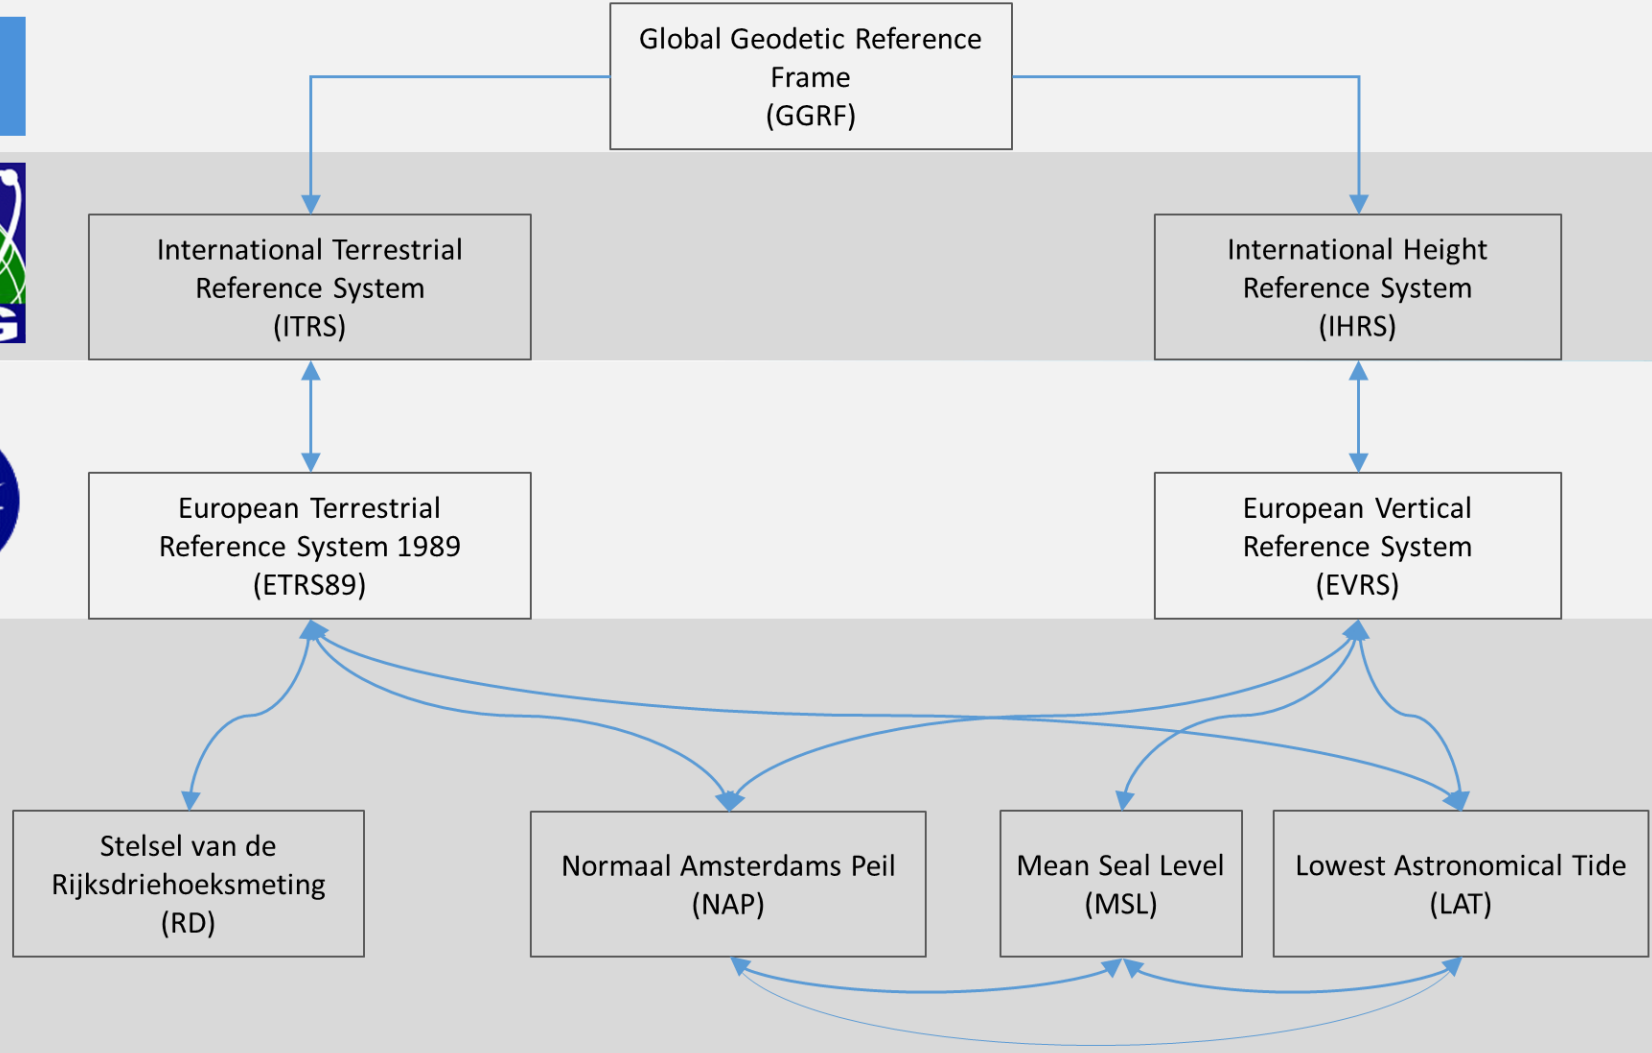 Global Geodetic Reference
Frame
(GGRF)
International Terrestrial
Reference System
(ITRS)
International Height
Reference System
(IHRS)
European Terrestrial
Reference System 1989
(ETRS89)
European Vertical
Reference System
(EVRS)
Stelsel van de
Rijksdriehoeksmeting
(RD)
Normaal Amsterdams Peil
(NAP)
Mean Seal Level
(MSL)
Lowest Astronomical Tide
(LAT)
G